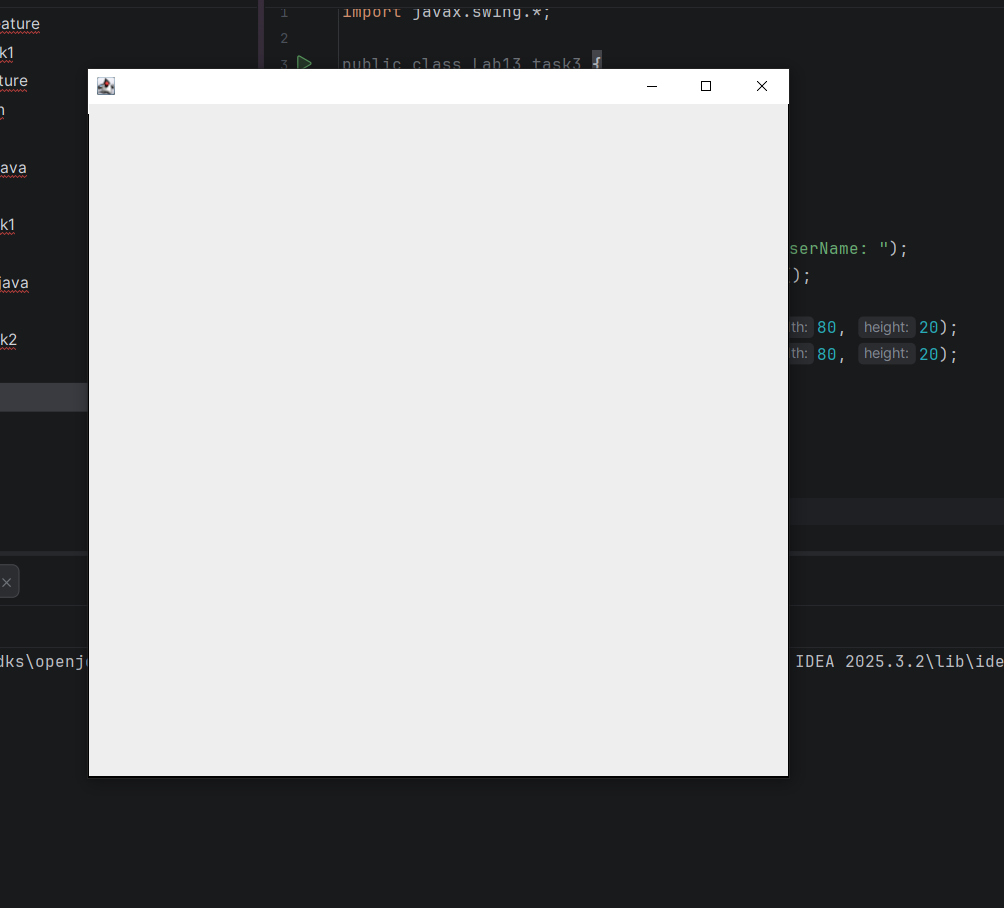 ature
k1
ture
n
ava
k1
java
k2
1 import javax.swing.*;
2
3 public class Lab13_task3 {
serName: ");
);
th: 80, height: 20);
th: 80, height: 20);
dks\openj
IDEA 2025.3.2\lib\ide